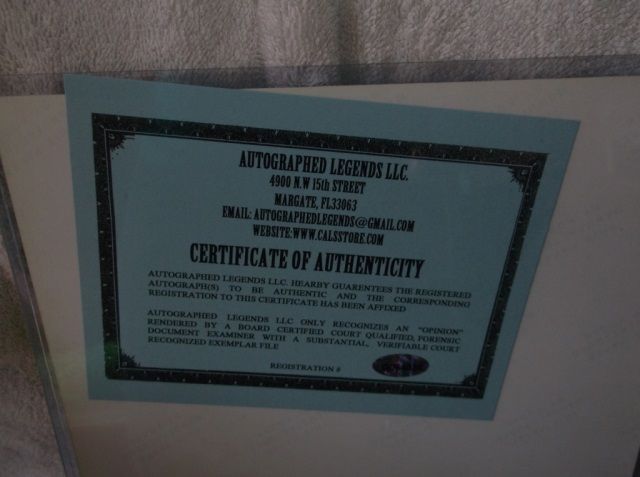 AUTOGRAPHED LEGENDS LLC.
4900 N.W 15th STREET
MARGATE, FL33063
EMAIL: AUTOGRAPHEDLEGENDS@GMAIL.COM
WEBSITE:WWW.CALSSTORE.COM
CERTIFICATE OF AUTHENTICITY
AUTOGRAPHED LEGENDS LLC. HEARBY GUARENTEES THE REGISTERED
AUTOGRAPH(S) TO BE AUTHENTIC AND THE CORRESPONDING
REGISTRATION TO THIS CERTIFICATE HAS BEEN AFFIXED
AUTOGRAPHED LEGENDS LLC ONLY RECOGNIZES AN "OPINION"
RENDERED BY A BOARD CERTIFIED COURT QUALIFIED, FORENSIC
DOCUMENT EXAMINER WITH A SUBSTANTIAL, VERIFIABLE COURT
RECOGNIZED EXEMPLAR FILE
REGISTRATION #